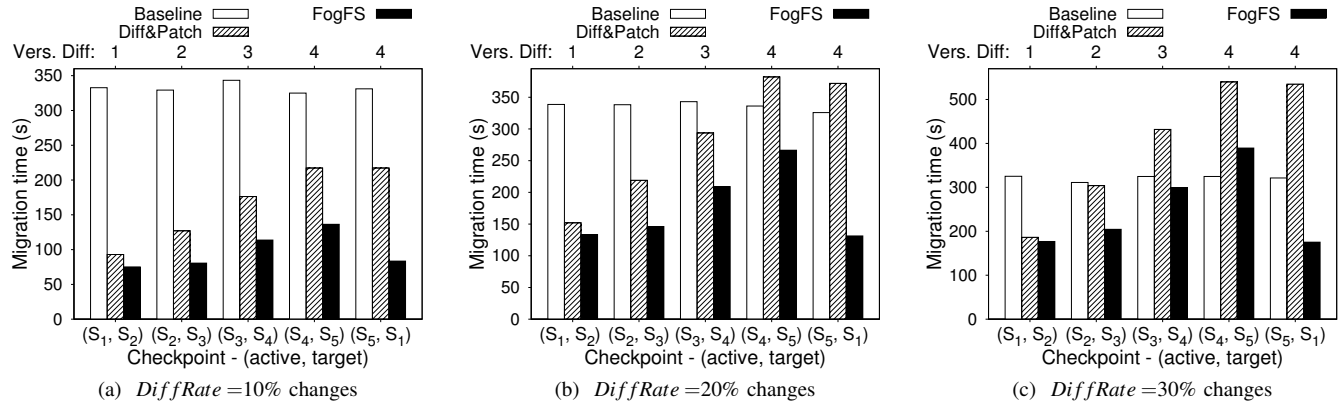 Baseline FogFS
Diff&Patch
Vers. Diff: 1 2 3 4 4
350
300
250
200
150
100
50
0
Migration time (s)
(S1, S2) (S2, S3) (S3, S4) (S4, S5) (S5, S1)
Checkpoint - (active, target)
(a) DiffRate=10% changes
Baseline FogFS
Diff&Patch
Vers. Diff: 1 2 3 4 4
350
300
250
200
150
100
50
0
Migration time (s)
(S1, S2) (S2, S3) (S3, S4) (S4, S5) (S5, S1)
Checkpoint - (active, target)
(b) DiffRate=20% changes
Baseline FogFS
Diff&Patch
Vers. Diff: 1 2 3 4 4
500
400
300
200
100
0
Migration time (s)
(S1, S2) (S2, S3) (S3, S4) (S4, S5) (S5, S1)
Checkpoint - (active, target)
(c) DiffRate=30% changes